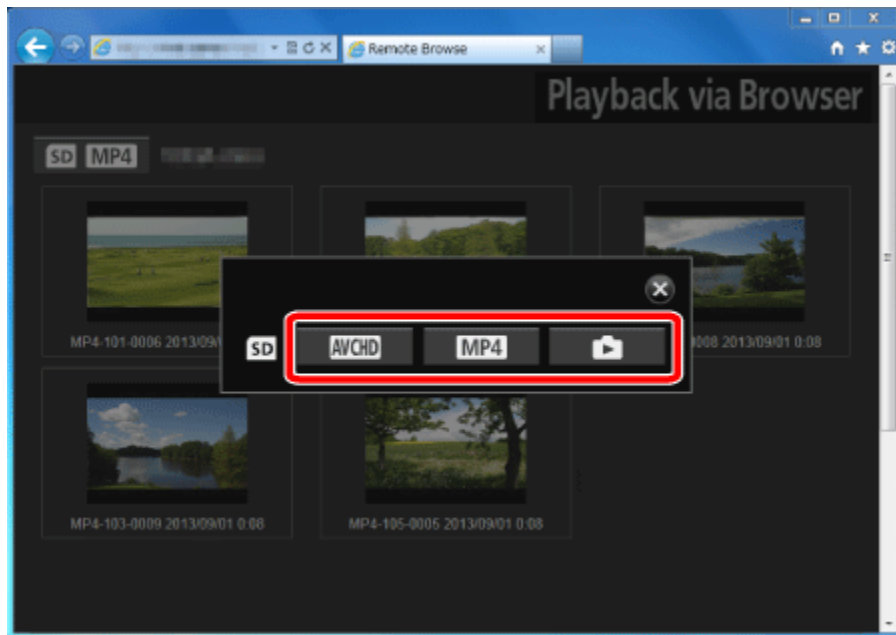 Remote Browse
Playback via Browser
SD MP4
MP4-101-0006 2013/09/
008 2013/09/01 0:08
SD AVCHD MP4
MP4-103-0009 2013/09/01 0:08
MP4-105-0005 2013/09/01 0:08